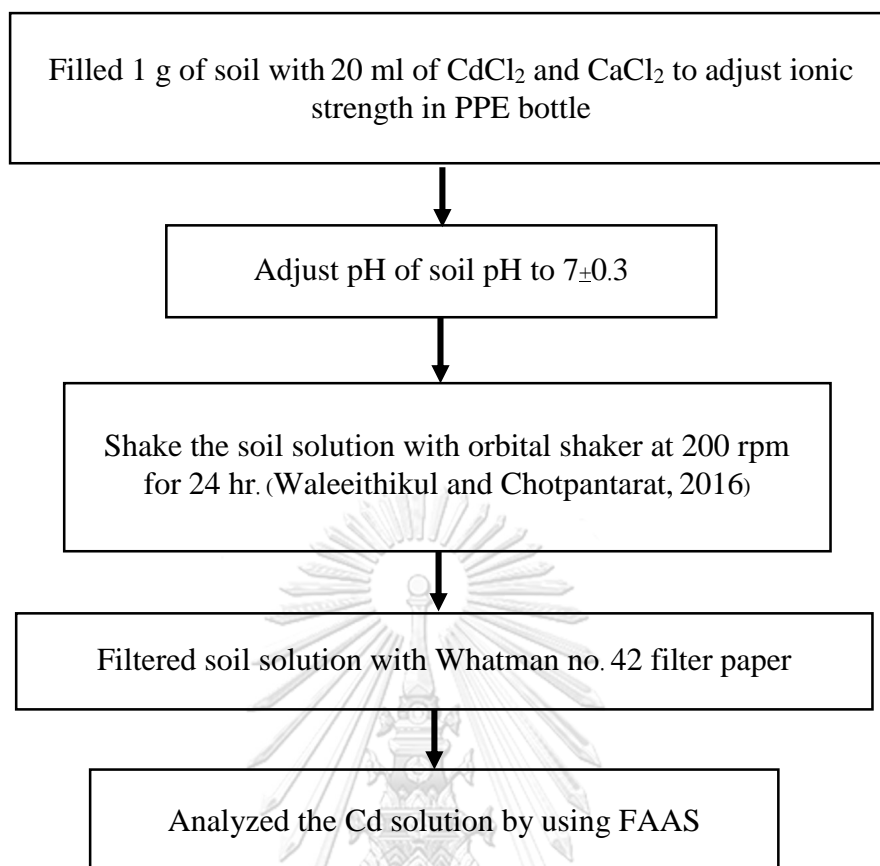 Filled 1 g of soil with 20 ml of CdCl₂ and CaCl₂ to adjust ionic
strength in PPE bottle
Adjust pH of soil pH to 7±0.3
Shake the soil solution with orbital shaker at 200 rpm
for 24 hr. (Waleeithikul and Chotpantarat, 2016)
Filtered soil solution with Whatman no. 42 filter paper
Analyzed the Cd solution by using FAAS